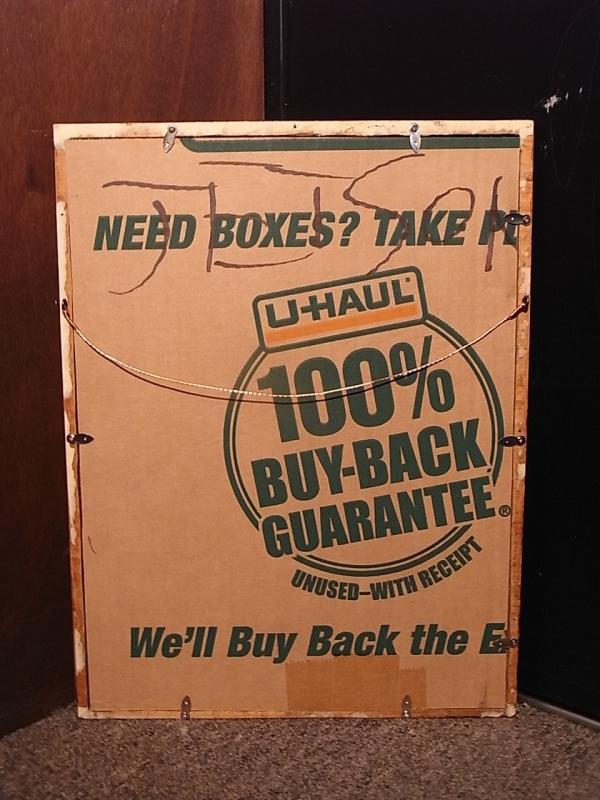 NEED BOXES? TAKE
U-HAUL®
100%
BUY-BACK
GUARANTEE®
UNUSED-WITH RECEIPT
We'll Buy Back the E